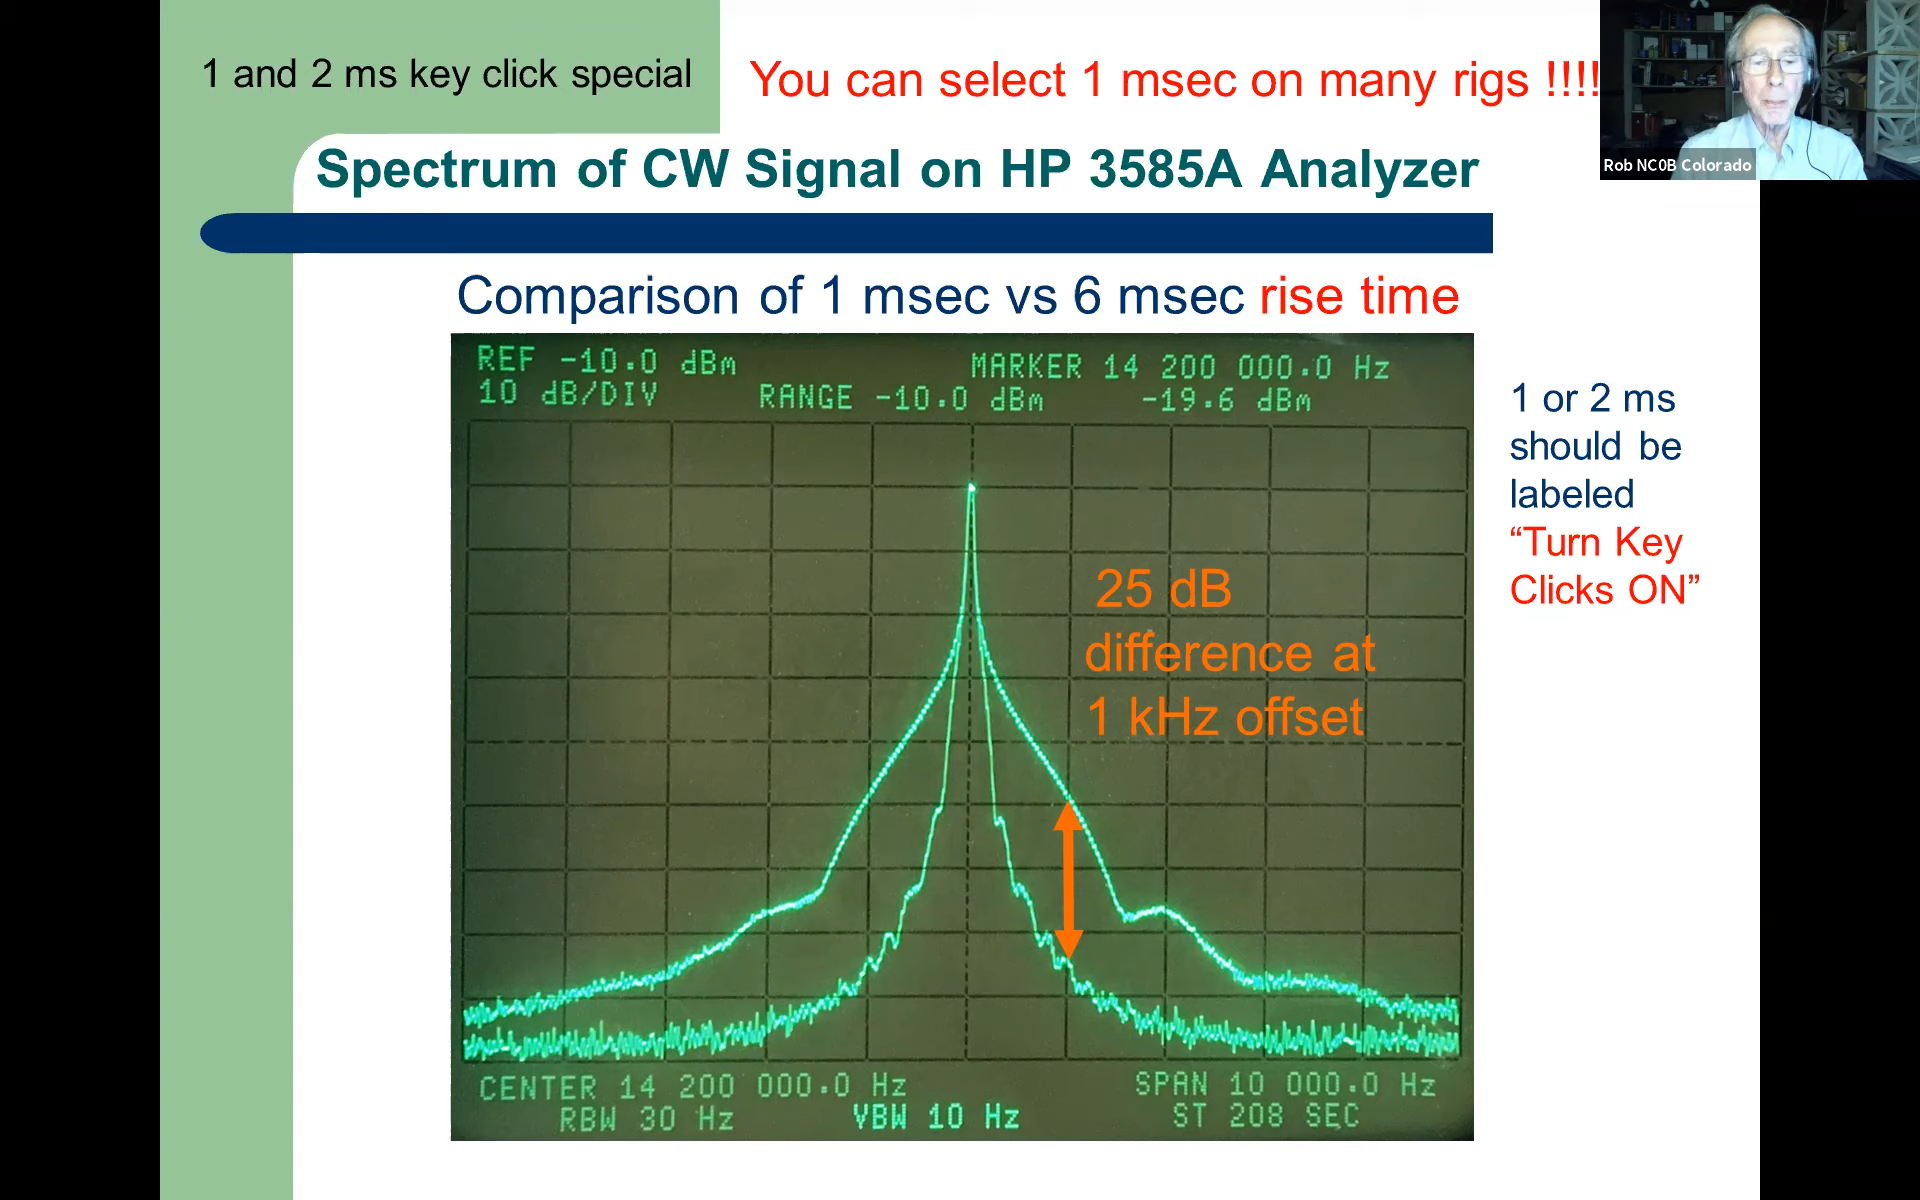 1 and 2 ms key click special
You can select 1 msec on many rigs !!!!
Rob NC0B Colorado
Spectrum of CW Signal on HP 3585A Analyzer
Comparison of 1 msec vs 6 msec rise time
REF -10.0 dBm
MARKER 14 200 000.0 Hz
10 dB/DIV
RANGE -10.0 dBm
-19.6 dBm
25 dB
difference at
1 kHz offset
CENTER 14 200 000.0 Hz
SPAN 10 000.0 Hz
RBW 30 Hz
VBW 10 Hz
ST 208 SEC
1 or 2 ms
should be
labeled
“Turn Key
Clicks ON”